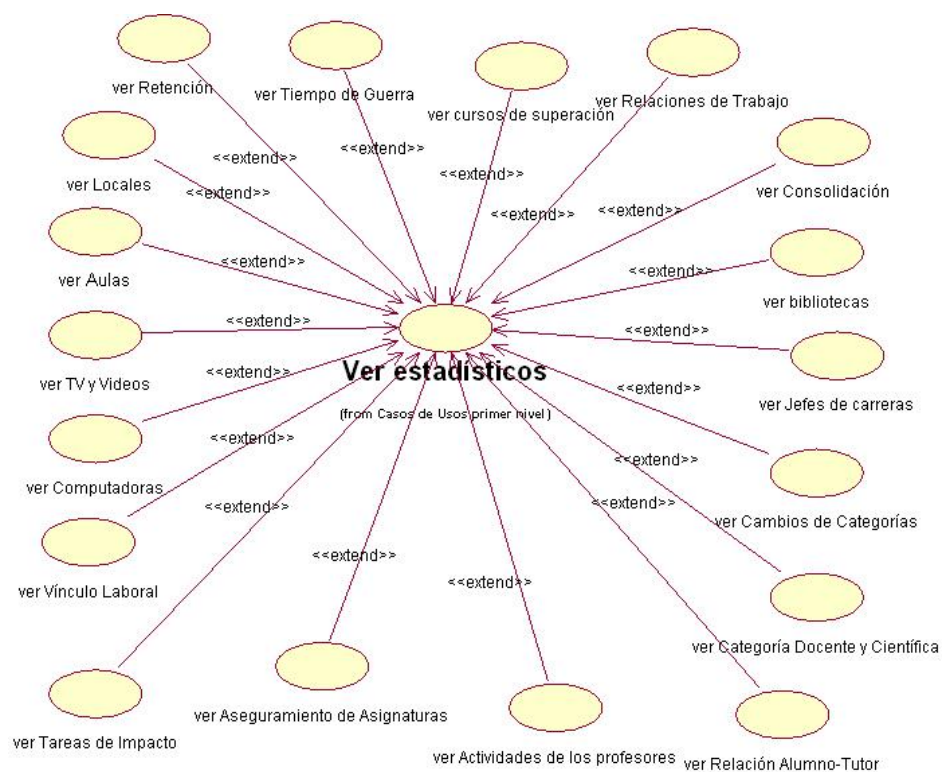 ver Retención
ver Tiempo de Guerra
ver cursos de superación
ver Relaciones de Trabajo
<<extend>>
<<extend>>
<<extend>>
<<extend>>
ver Locales
<<extend>>
<<extend>>
ver Consolidación
ver Aulas
<<extend>>
<<extend>>
ver bibliotecas
ver TV y Videos
<<extend>>
<<extend>>
ver Jefes de carreras
Ver estadísticos
(from Casos de Usos primer nivel)
ver Computadoras
<<extend>>
<<extend>>
ver Cambios de Categorías
ver Vínculo Laboral
<<extend>>
<<extend>>
ver Categoría Docente y Científica
<<extend>>
<<extend>>
<<extend>>
<<extend>>
ver Tareas de Impacto
ver Aseguramiento de Asignaturas
ver Actividades de los profesores
ver Relación Alumno-Tutor